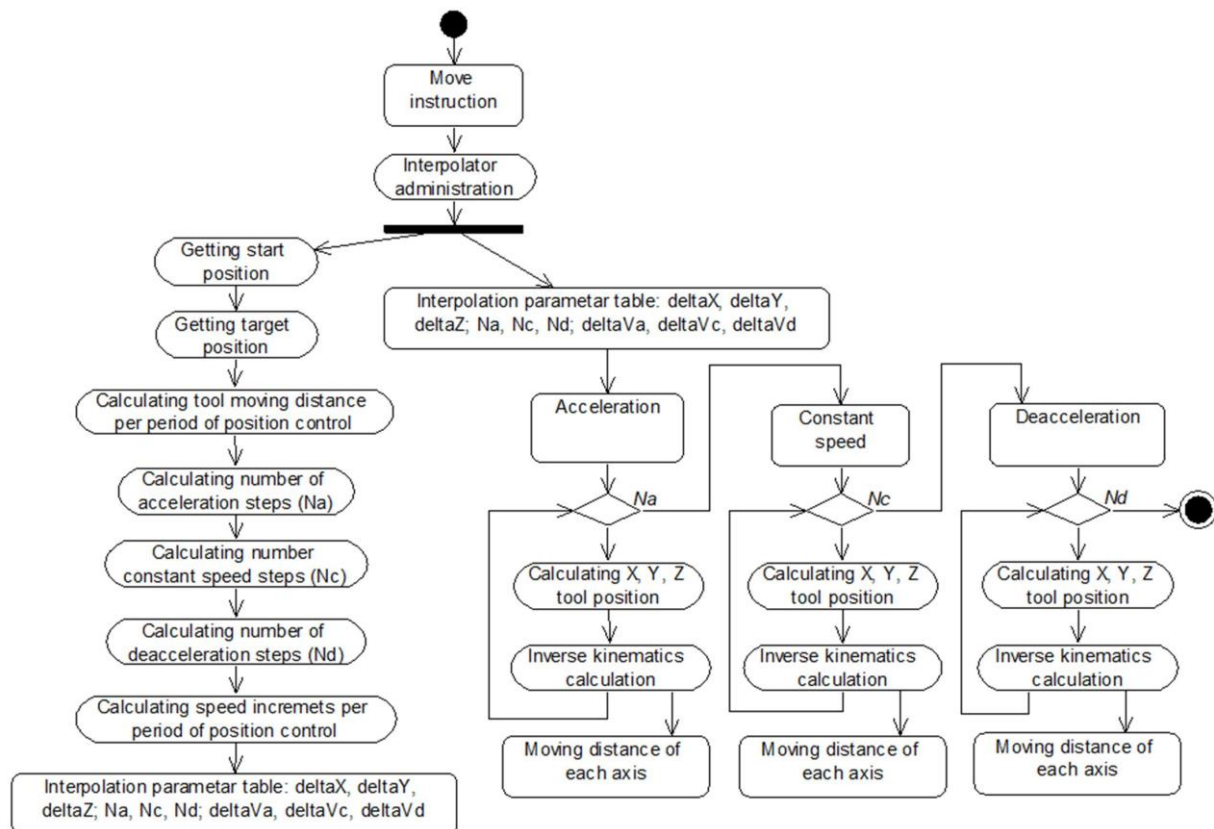 Move
instruction
Interpolator
administration
Getting start
position
Getting target
position
Calculating tool moving distance
per period of position control
Calculating number of
acceleration steps (Na)
Calculating number
constant speed steps (Nc)
Calculating number of
deacceleration steps (Nd)
Calculating speed incremets per
period of position control
Interpolation parametar table: deltaX, deltaY,
deltaZ; Na, Nc, Nd; deltaVa, deltaVc, deltaVd
Interpolation parametar table: deltaX, deltaY,
deltaZ; Na, Nc, Nd; deltaVa, deltaVc, deltaVd
Acceleration
Na
Calculating X, Y, Z
tool position
Inverse kinematics
calculation
Moving distance of
each axis
Constant
speed
Nc
Calculating X, Y, Z
tool position
Inverse kinematics
calculation
Moving distance of
each axis
Deacceleration
Nd
Calculating X, Y, Z
tool position
Inverse kinematics
calculation
Moving distance of
each axis